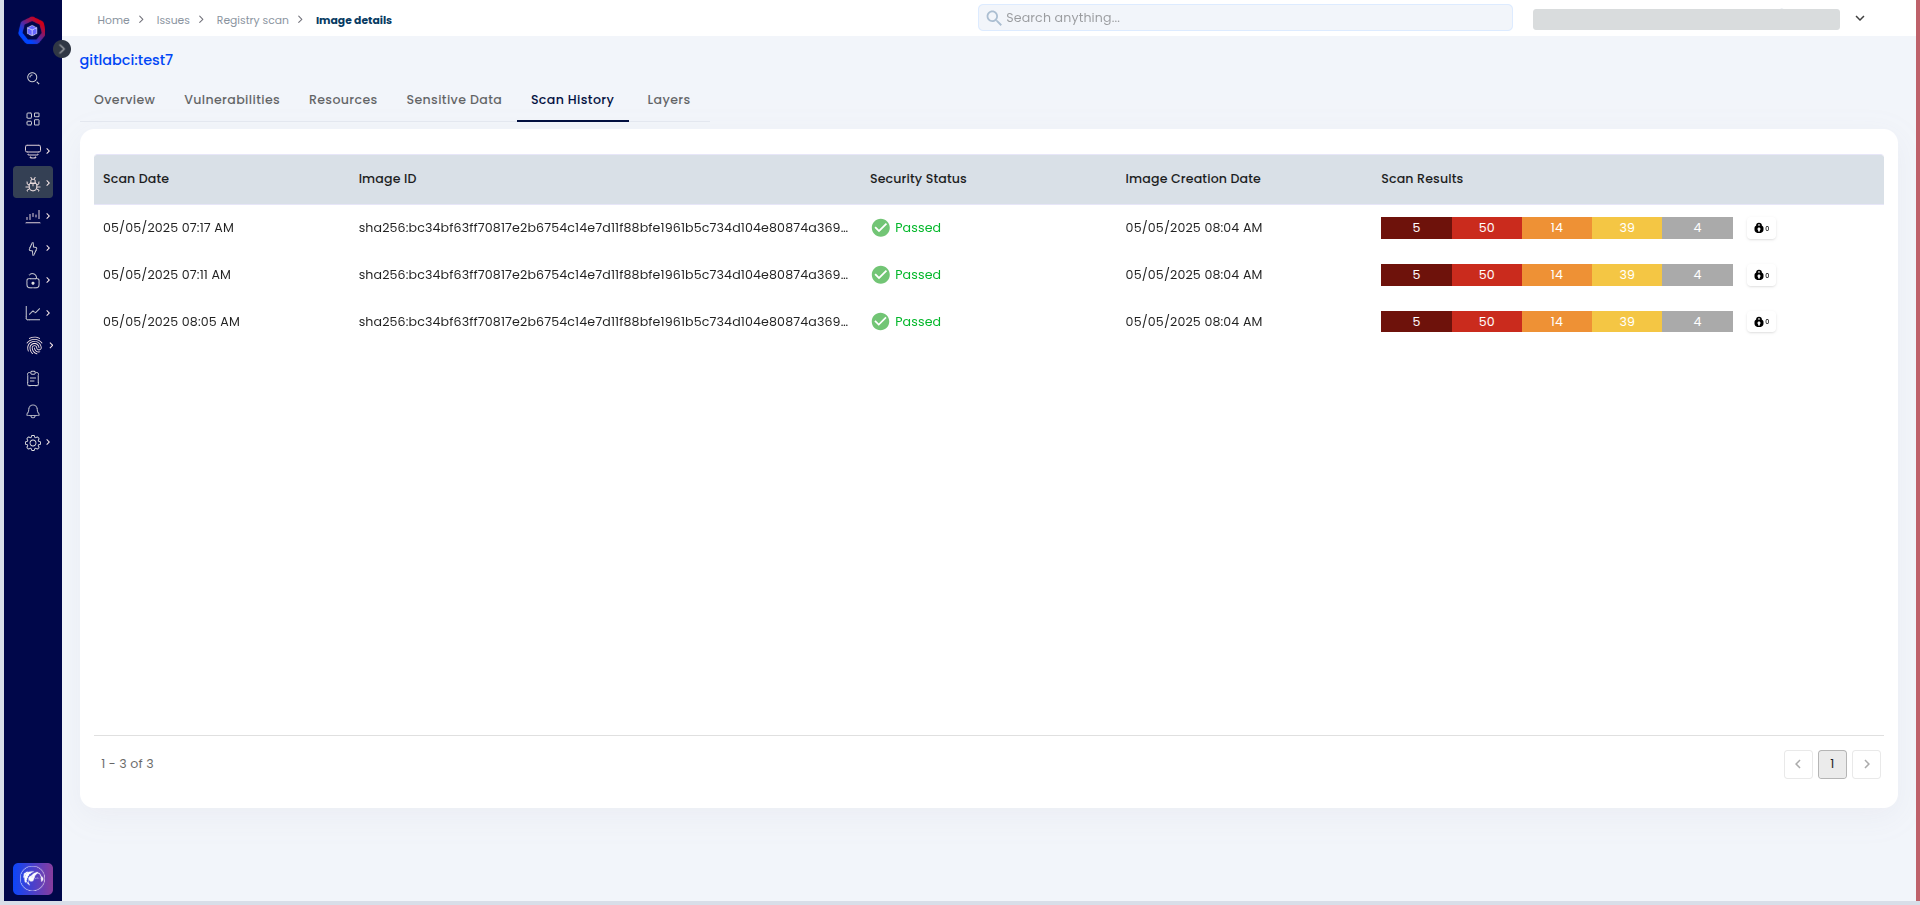 Home > Issues > Registry scan > Image details
Search anything...
gitlabci:test7
Overview Vulnerabilities Resources Sensitive Data Scan History Layers
Scan Date Image ID Security Status Image Creation Date Scan Results
05/05/2025 07:17 AM sha256:bc34bf63ff70817e2b6754c14e7d11f88bfe1961b5c734d104e80874a369... Passed 05/05/2025 08:04 AM 5 50 14 39 4 0
05/05/2025 07:11 AM sha256:bc34bf63ff70817e2b6754c14e7d11f88bfe1961b5c734d104e80874a369... Passed 05/05/2025 08:04 AM 5 50 14 39 4 0
05/05/2025 08:05 AM sha256:bc34bf63ff70817e2b6754c14e7d11f88bfe1961b5c734d104e80874a369... Passed 05/05/2025 08:04 AM 5 50 14 39 4 0
1 - 3 of 3 1